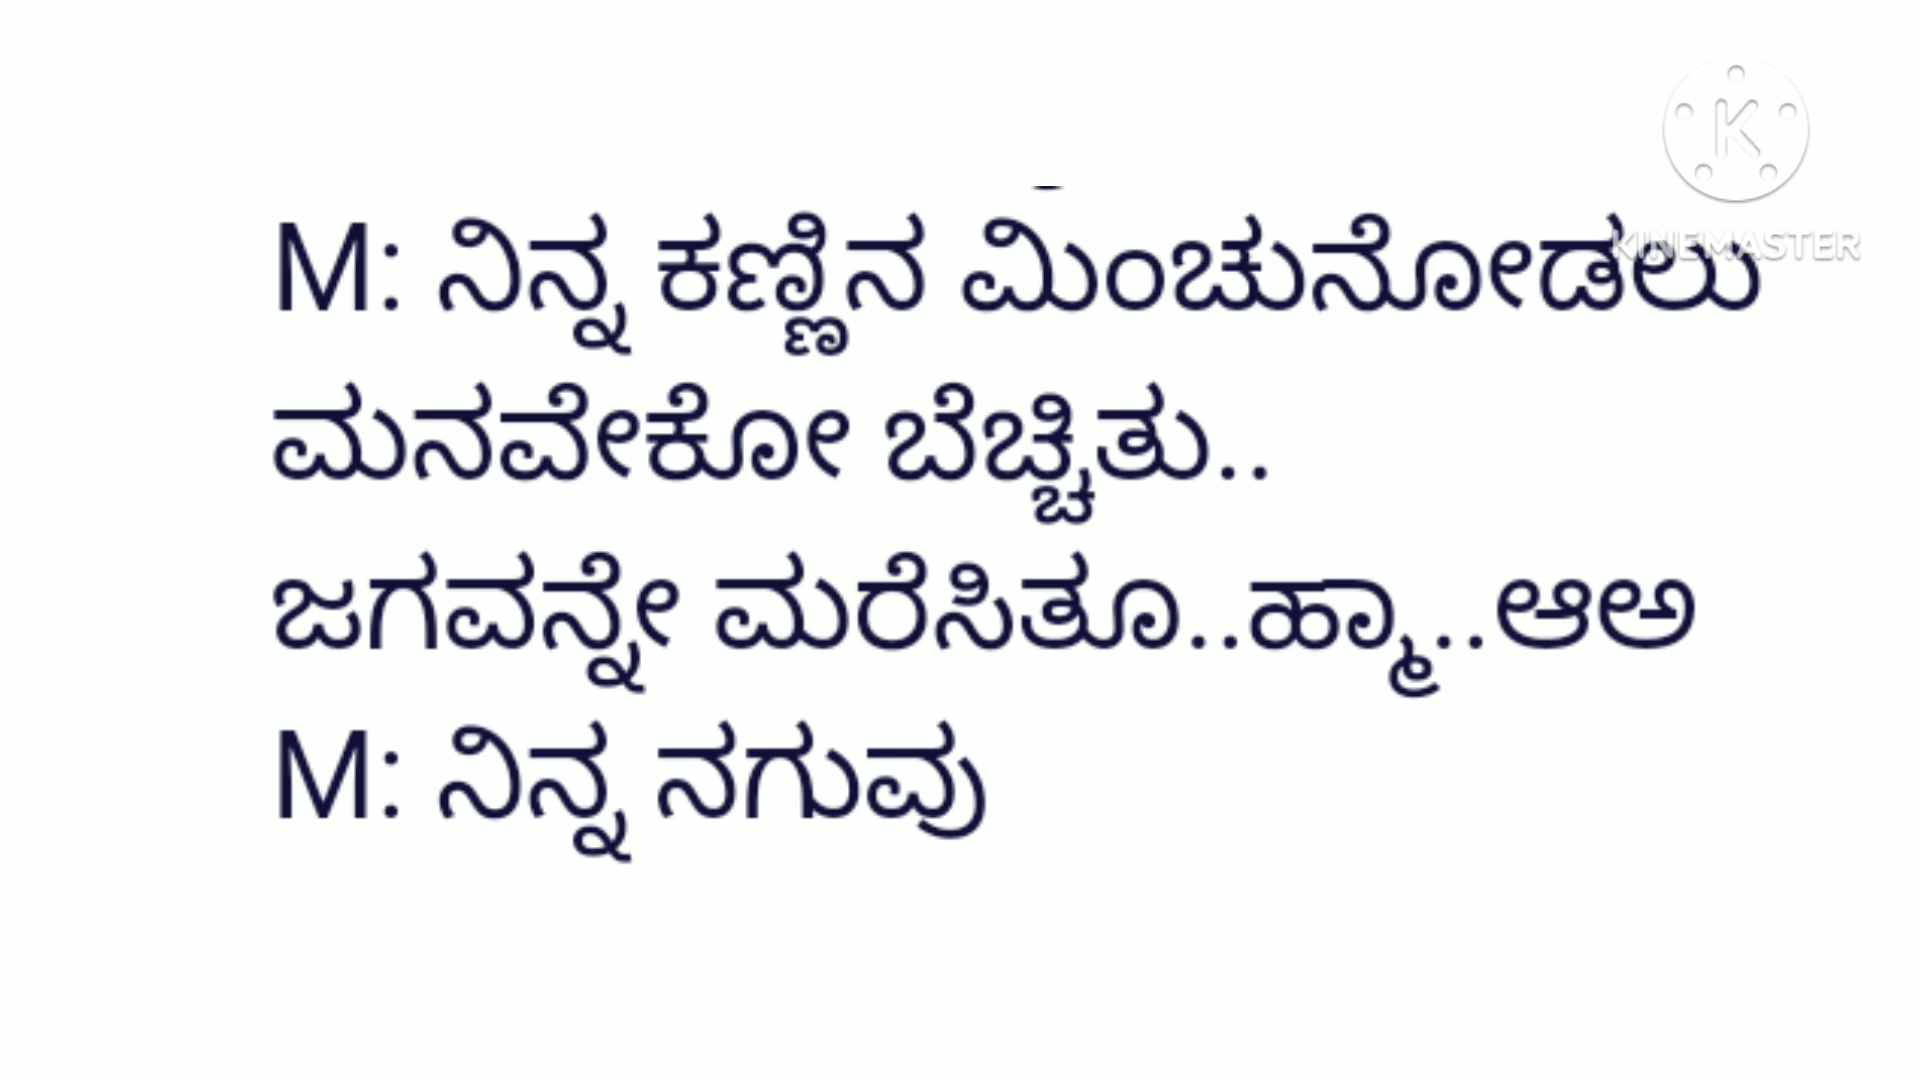 KINEMASTER
M: ನಿನ್ನ ಕಣ್ಣಿನ ಮಿಂಚುನೋಡಲು
ಮನವೇಕೋ ಬೆಚ್ಚಿತು..
ಜಗವನ್ನೇ ಮರೆಸಿತೂ..ಹ್ಮಾ..ಆಅ
M: ನಿನ್ನ ನಗುವು